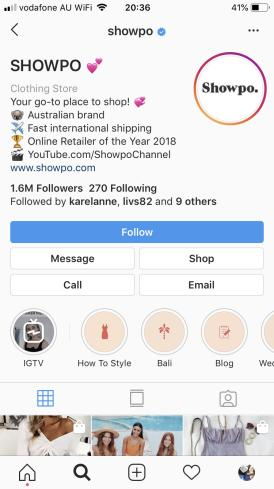 vodafone AU WiFi 20:36 41%
showpo
SHOWPO
Showpo.
Clothing Store
Your go-to place to shop!
Australian brand
Fast international shipping
Online Retailer of the Year 2018
YouTube.com/ShowpoChannel
www.showpo.com
1.6M Followers 270 Following
Followed by karelanne, livs82 and 9 others
Follow
Message Shop
Call Email
IGTV How To Style Bali Blog Wed